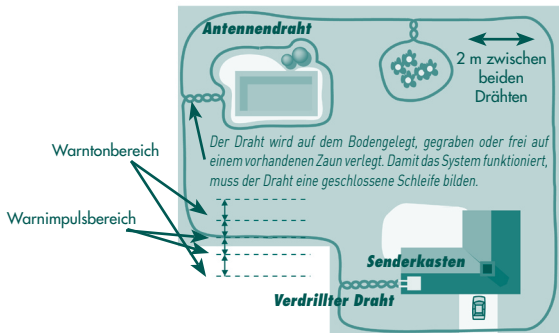 Antennendraht
2 m zwischen
beiden
Drähten
Der Draht wird auf dem Bodengelegt, gegraben oder frei auf
einem vorhandenen Zaun verlegt. Damit das System funktioniert,
muss der Draht eine geschlossene Schleife bilden.
Warntonbereich
Warnimpulsbereich
Senderkasten
Verdrillter Draht